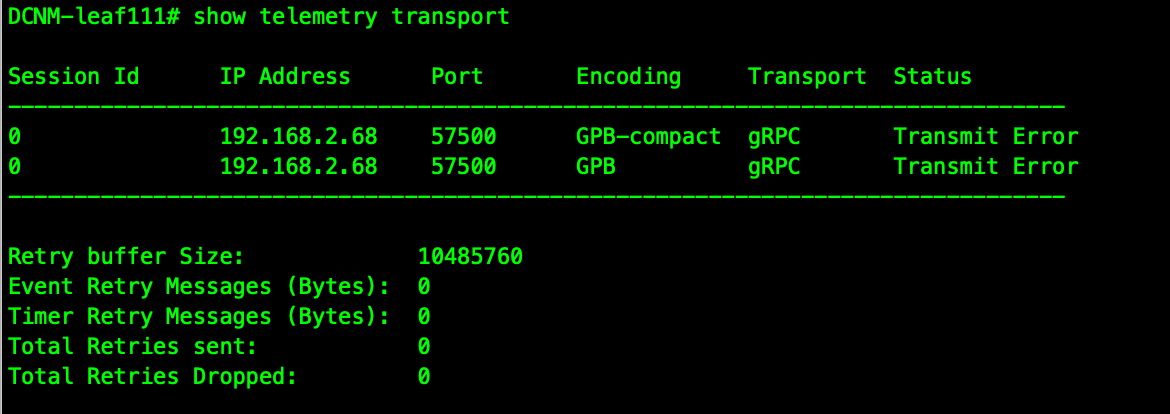 DCNM-leaf111# show telemetry transport
Session Id      IP Address      Port       Encoding     Transport  Status
--------------------------------------------------------------------------------
0               192.168.2.68    57500      GPB-compact  gRPC       Transmit Error
0               192.168.2.68    57500      GPB          gRPC       Transmit Error
--------------------------------------------------------------------------------
Retry buffer Size:             10485760
Event Retry Messages (Bytes):  0
Timer Retry Messages (Bytes):  0
Total Retries sent:            0
Total Retries Dropped:         0